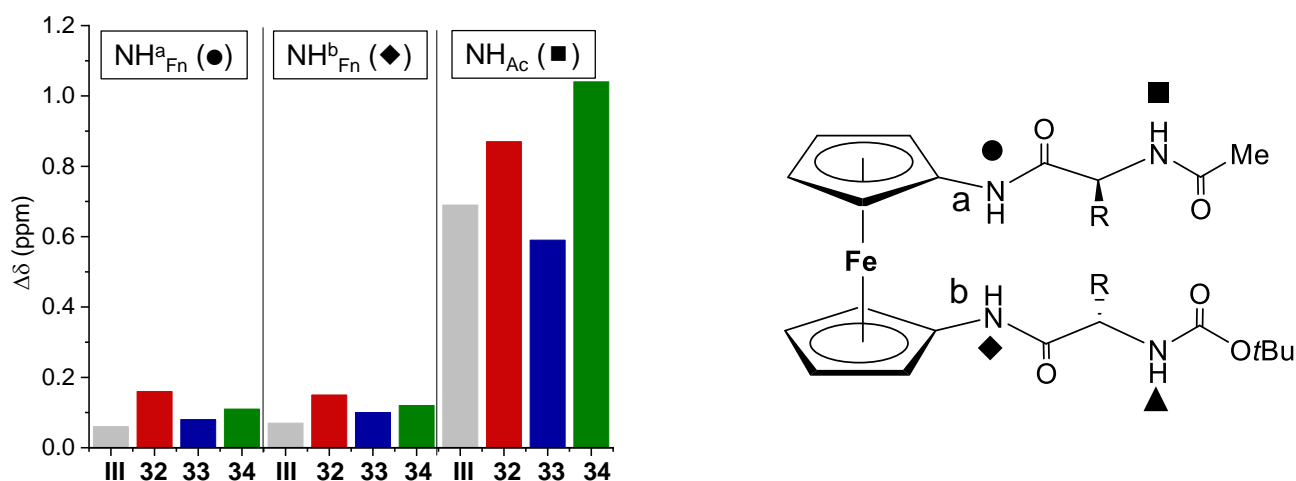 1.2
1.0
0.8
0.6
0.4
0.2
0.0
Δδ (ppm)
NHᵃFn (●)
NHᵇFn (◆)
NHAc (■)
III 32 33 34 III 32 33 34 III 32 33 34
■
H
O
N
Me
●
a
N
H
R
O
Fe
b
H
N
◆
R
O
O
N
H
OtBu
▲